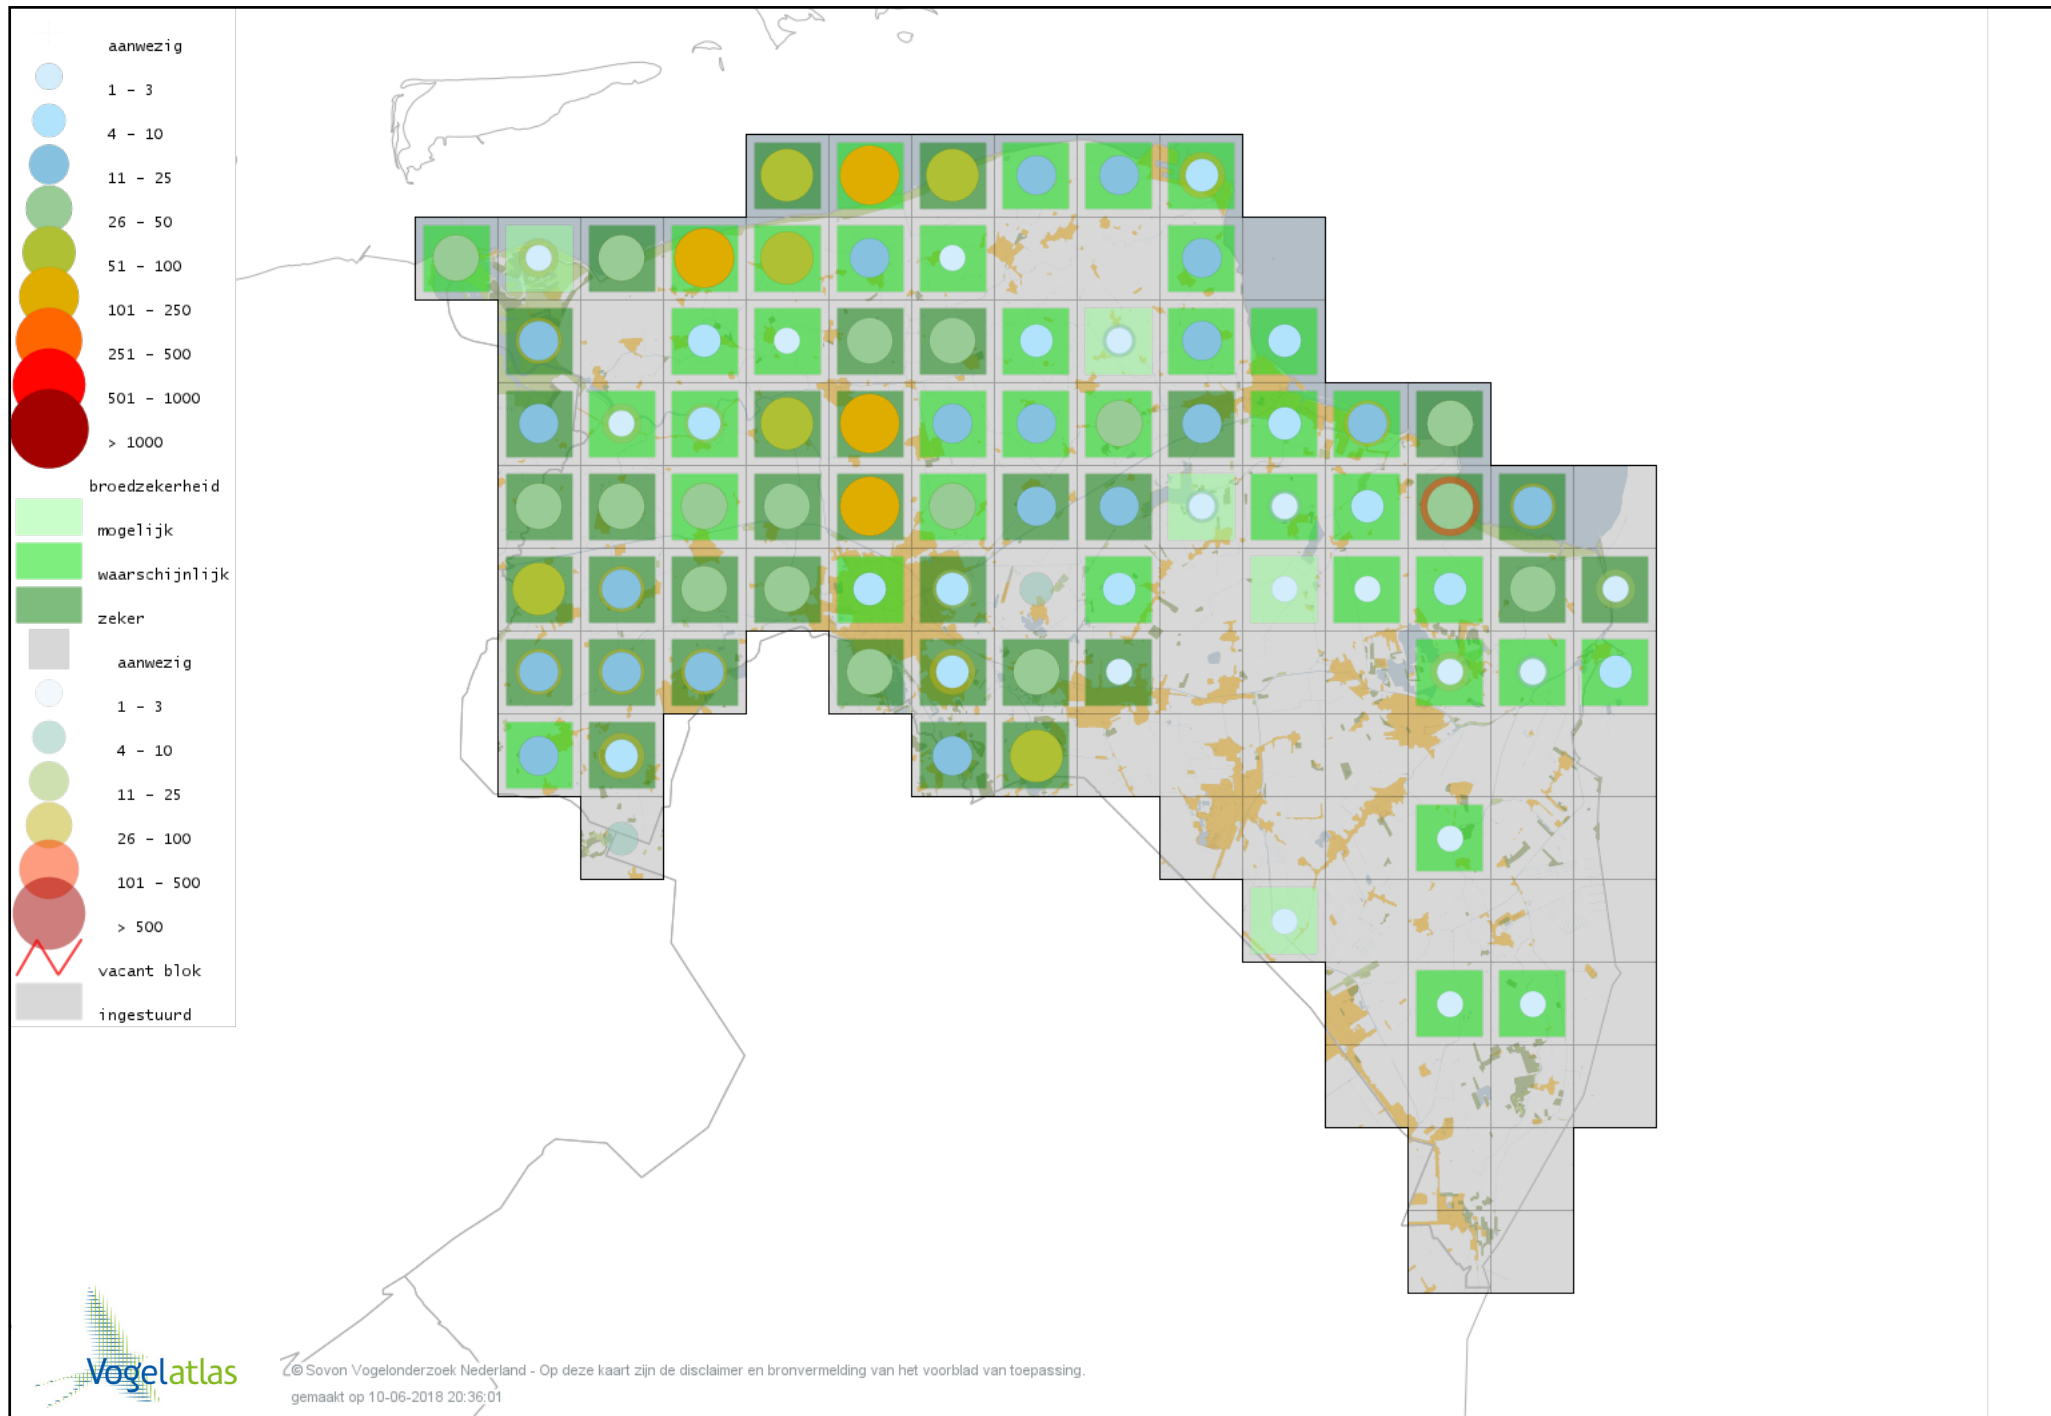 aanwezig
1 - 3
4 - 10
11 - 25
26 - 50
51 - 100
101 - 250
251 - 500
501 - 1000
> 1000
broedzekerheid
mogelijk
waarschijnlijk
zeker
aanwezig
1 - 3
4 - 10
11 - 25
26 - 100
101 - 500
> 500
vacant blok
ingestuurd
Vogelatlas
© Sovon Vogelonderzoek Nederland - Op deze kaart zijn de disclaimer en bronvermelding van het voorblad van toepassing.
gemaakt op 10-06-2018 20:36:01